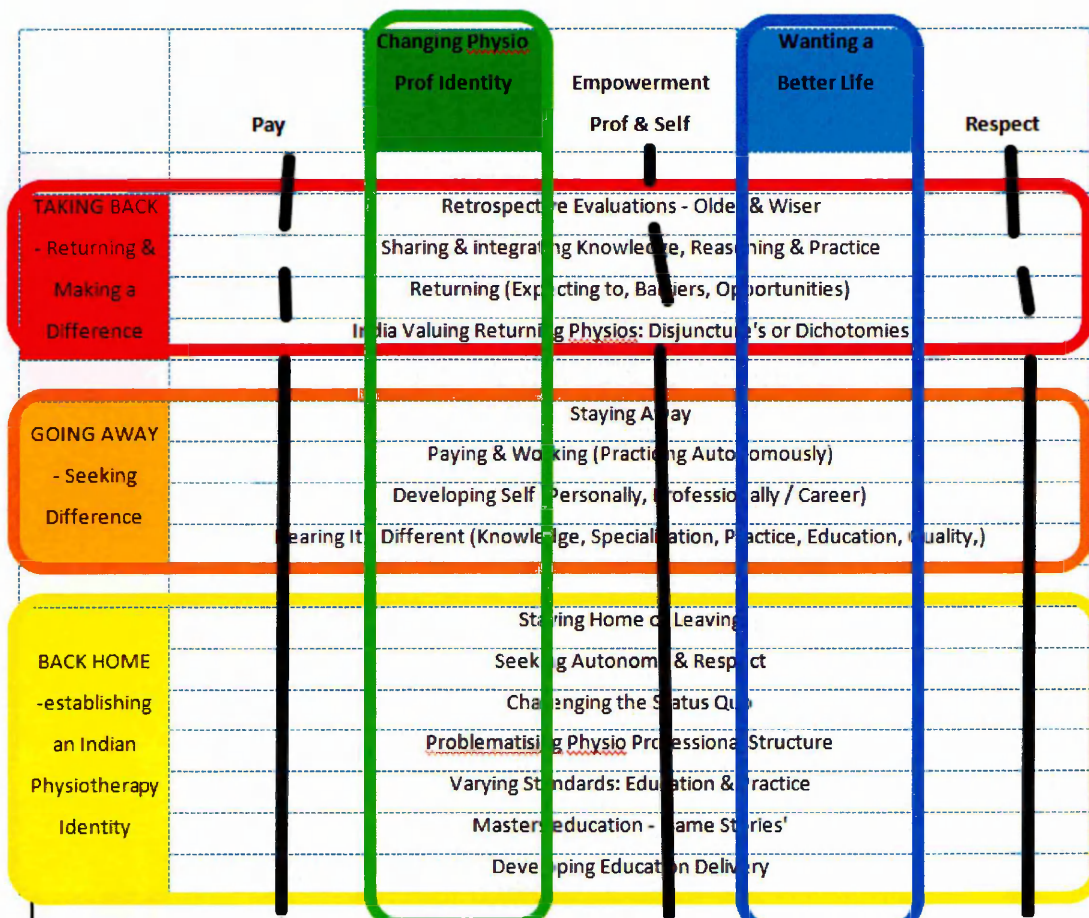 Changing Physio
Prof Identity
Wanting a
Better Life
Empowerment
Prof & Self
Pay
Respect
TAKING BACK
- Returning &
Making a
Difference
Retrospective Evaluations - Older & Wiser
Sharing & integrating Knowledge, Reasoning & Practice
Returning (Expecting to, Barriers, Opportunities)
India Valuing Returning Physios: Disjuncture's or Dichotomies
GOING AWAY
- Seeking
Difference
Staying Away
Paying & Working (Practicing Autonomously)
Developing Self (Personally, Professionally / Career)
Different (Knowledge, Specialization, Practice, Education, Quality,)
BACK HOME
-establishing
an Indian
Physiotherapy
Identity
Staying Home or Leaving
Seeking Autonomy & Respect
Challenging the Status Quo
Problematising Physio Professional Structure
Varying Standards: Education & Practice
Masters education - 'Same Stories'
Developing Education Delivery